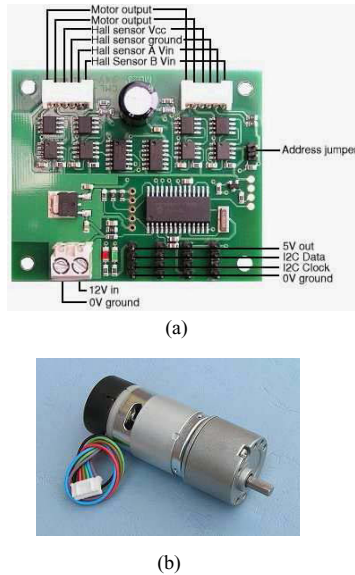 Motor output
Motor output
Hall sensor Vcc
Hall sensor ground
Hall sensor A Vin
Hall Sensor B Vin
Address jumper
5V out
I2C Data
I2C Clock
0V ground
12V in
0V ground
(a)
(b)